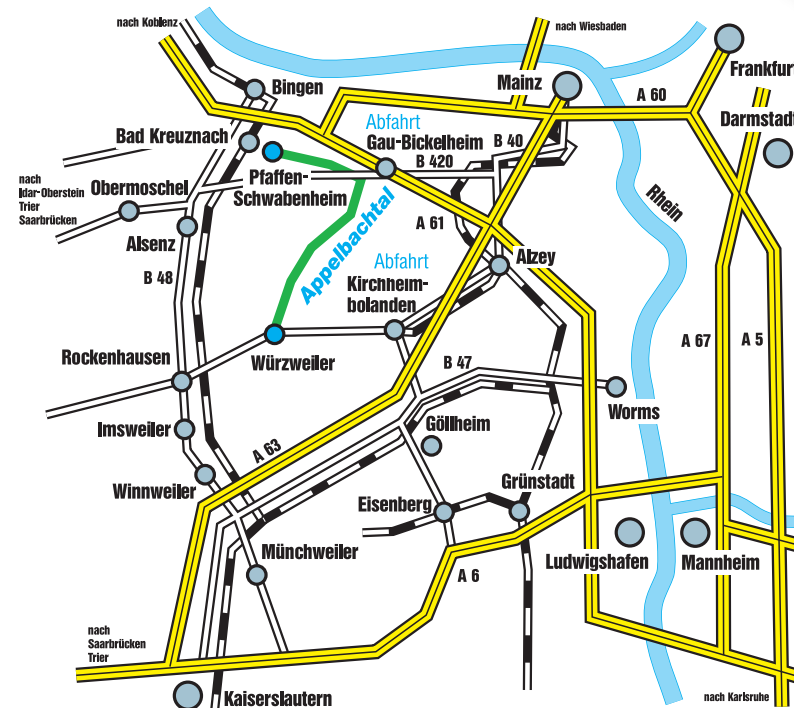 nach Koblenz
nach Wiesbaden
Bingen
Mainz
Frankfurt
A 60
Abfahrt
Gau-Bickelheim
B 40
Darmstadt
Bad Kreuznach
B 420
nach
Idar-Oberstein
Trier
Saarbrücken
Obermoschel
Pfaffen-
Schwabenheim
Rhein
Alsenz
Appelbachtal
A 61
B 48
Abfahrt
Kirchheim-
bolanden
Alzey
Rockenhausen
Würzweiler
B 47
A 67
A 5
Worms
Imsweiler
A 63
Göllheim
Winnweiler
Eisenberg
Grünstadt
Münchweiler
Ludwigshafen
Mannheim
A 6
nach
Saarbrücken
Trier
Kaiserslautern
nach Karlsruhe